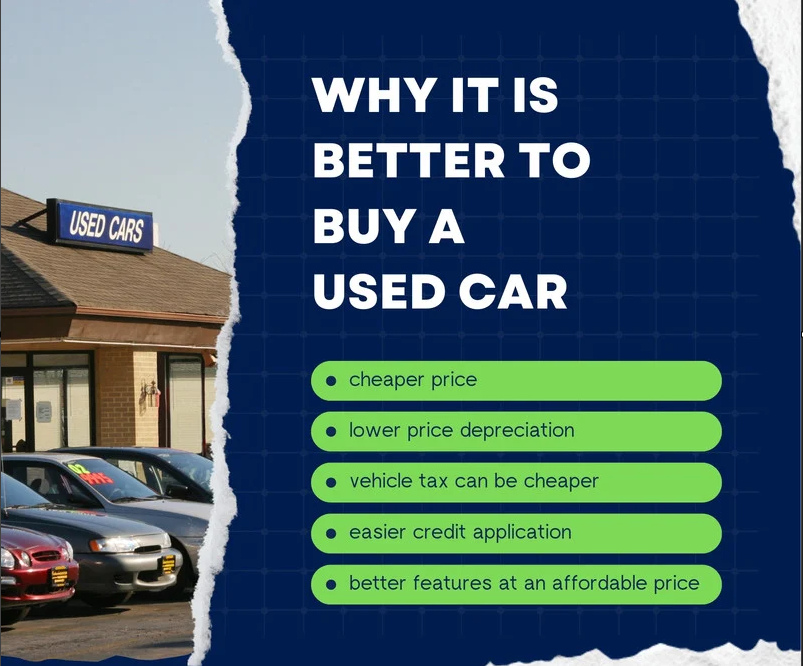 USED CARS
02
WHY IT IS
BETTER TO
BUY A
USED CAR
cheaper price
lower price depreciation
vehicle tax can be cheaper
easier credit application
better features at an affordable price